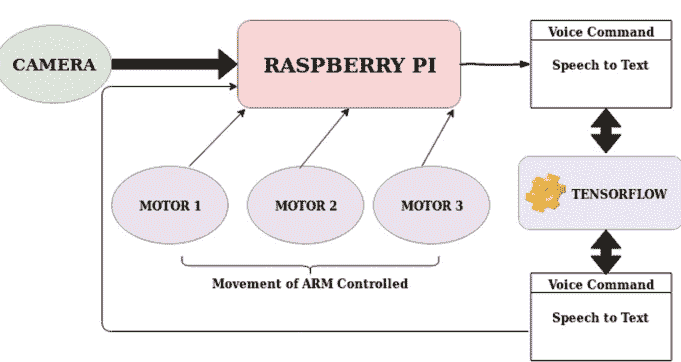 CAMERA
RASPBERRY PI
Voice Command
Speech to Text
MOTOR 1
MOTOR 2
MOTOR 3
TENSORFLOW
Movement of ARM Controlled
Voice Command
Speech to Text